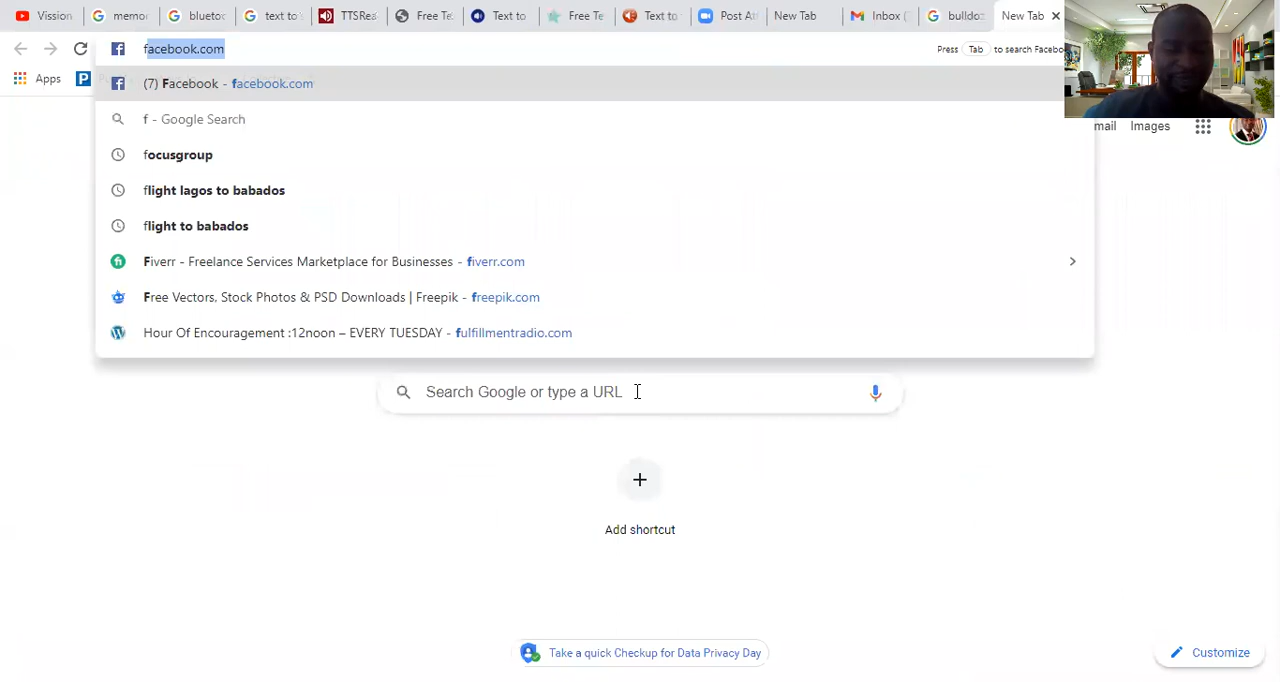 Vission
memo
bluetoo
text to s
TTSRea
Free Te
Text to
Free Te
Text to
Post At
New Tab
Inbox (
bulldoz
New Tab
facebook.com
Press Tab to search Facebo
Apps
(7) Facebook - facebook.com
f - Google Search
mail
Images
focusgroup
flight lagos to babados
flight to babados
Fiverr - Freelance Services Marketplace for Businesses - fiverr.com
Free Vectors, Stock Photos & PSD Downloads | Freepik - freepik.com
Hour Of Encouragement :12noon – EVERY TUESDAY - fulfillmentradio.com
Search Google or type a URL
Add shortcut
Take a quick Checkup for Data Privacy Day
Customize